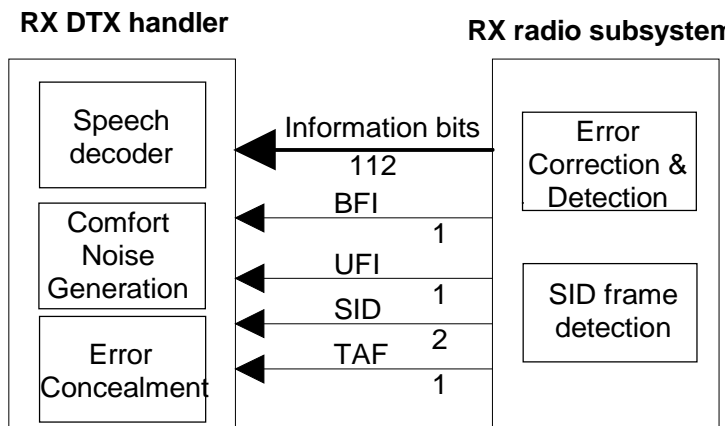 RX DTX handler
RX radio subsystem
Speech
decoder
Information bits
112
Error
Correction &
Detection
BFI
1
Comfort
Noise
Generation
UFI
1
SID
2
SID frame
detection
TAF
1
Error
Concealment